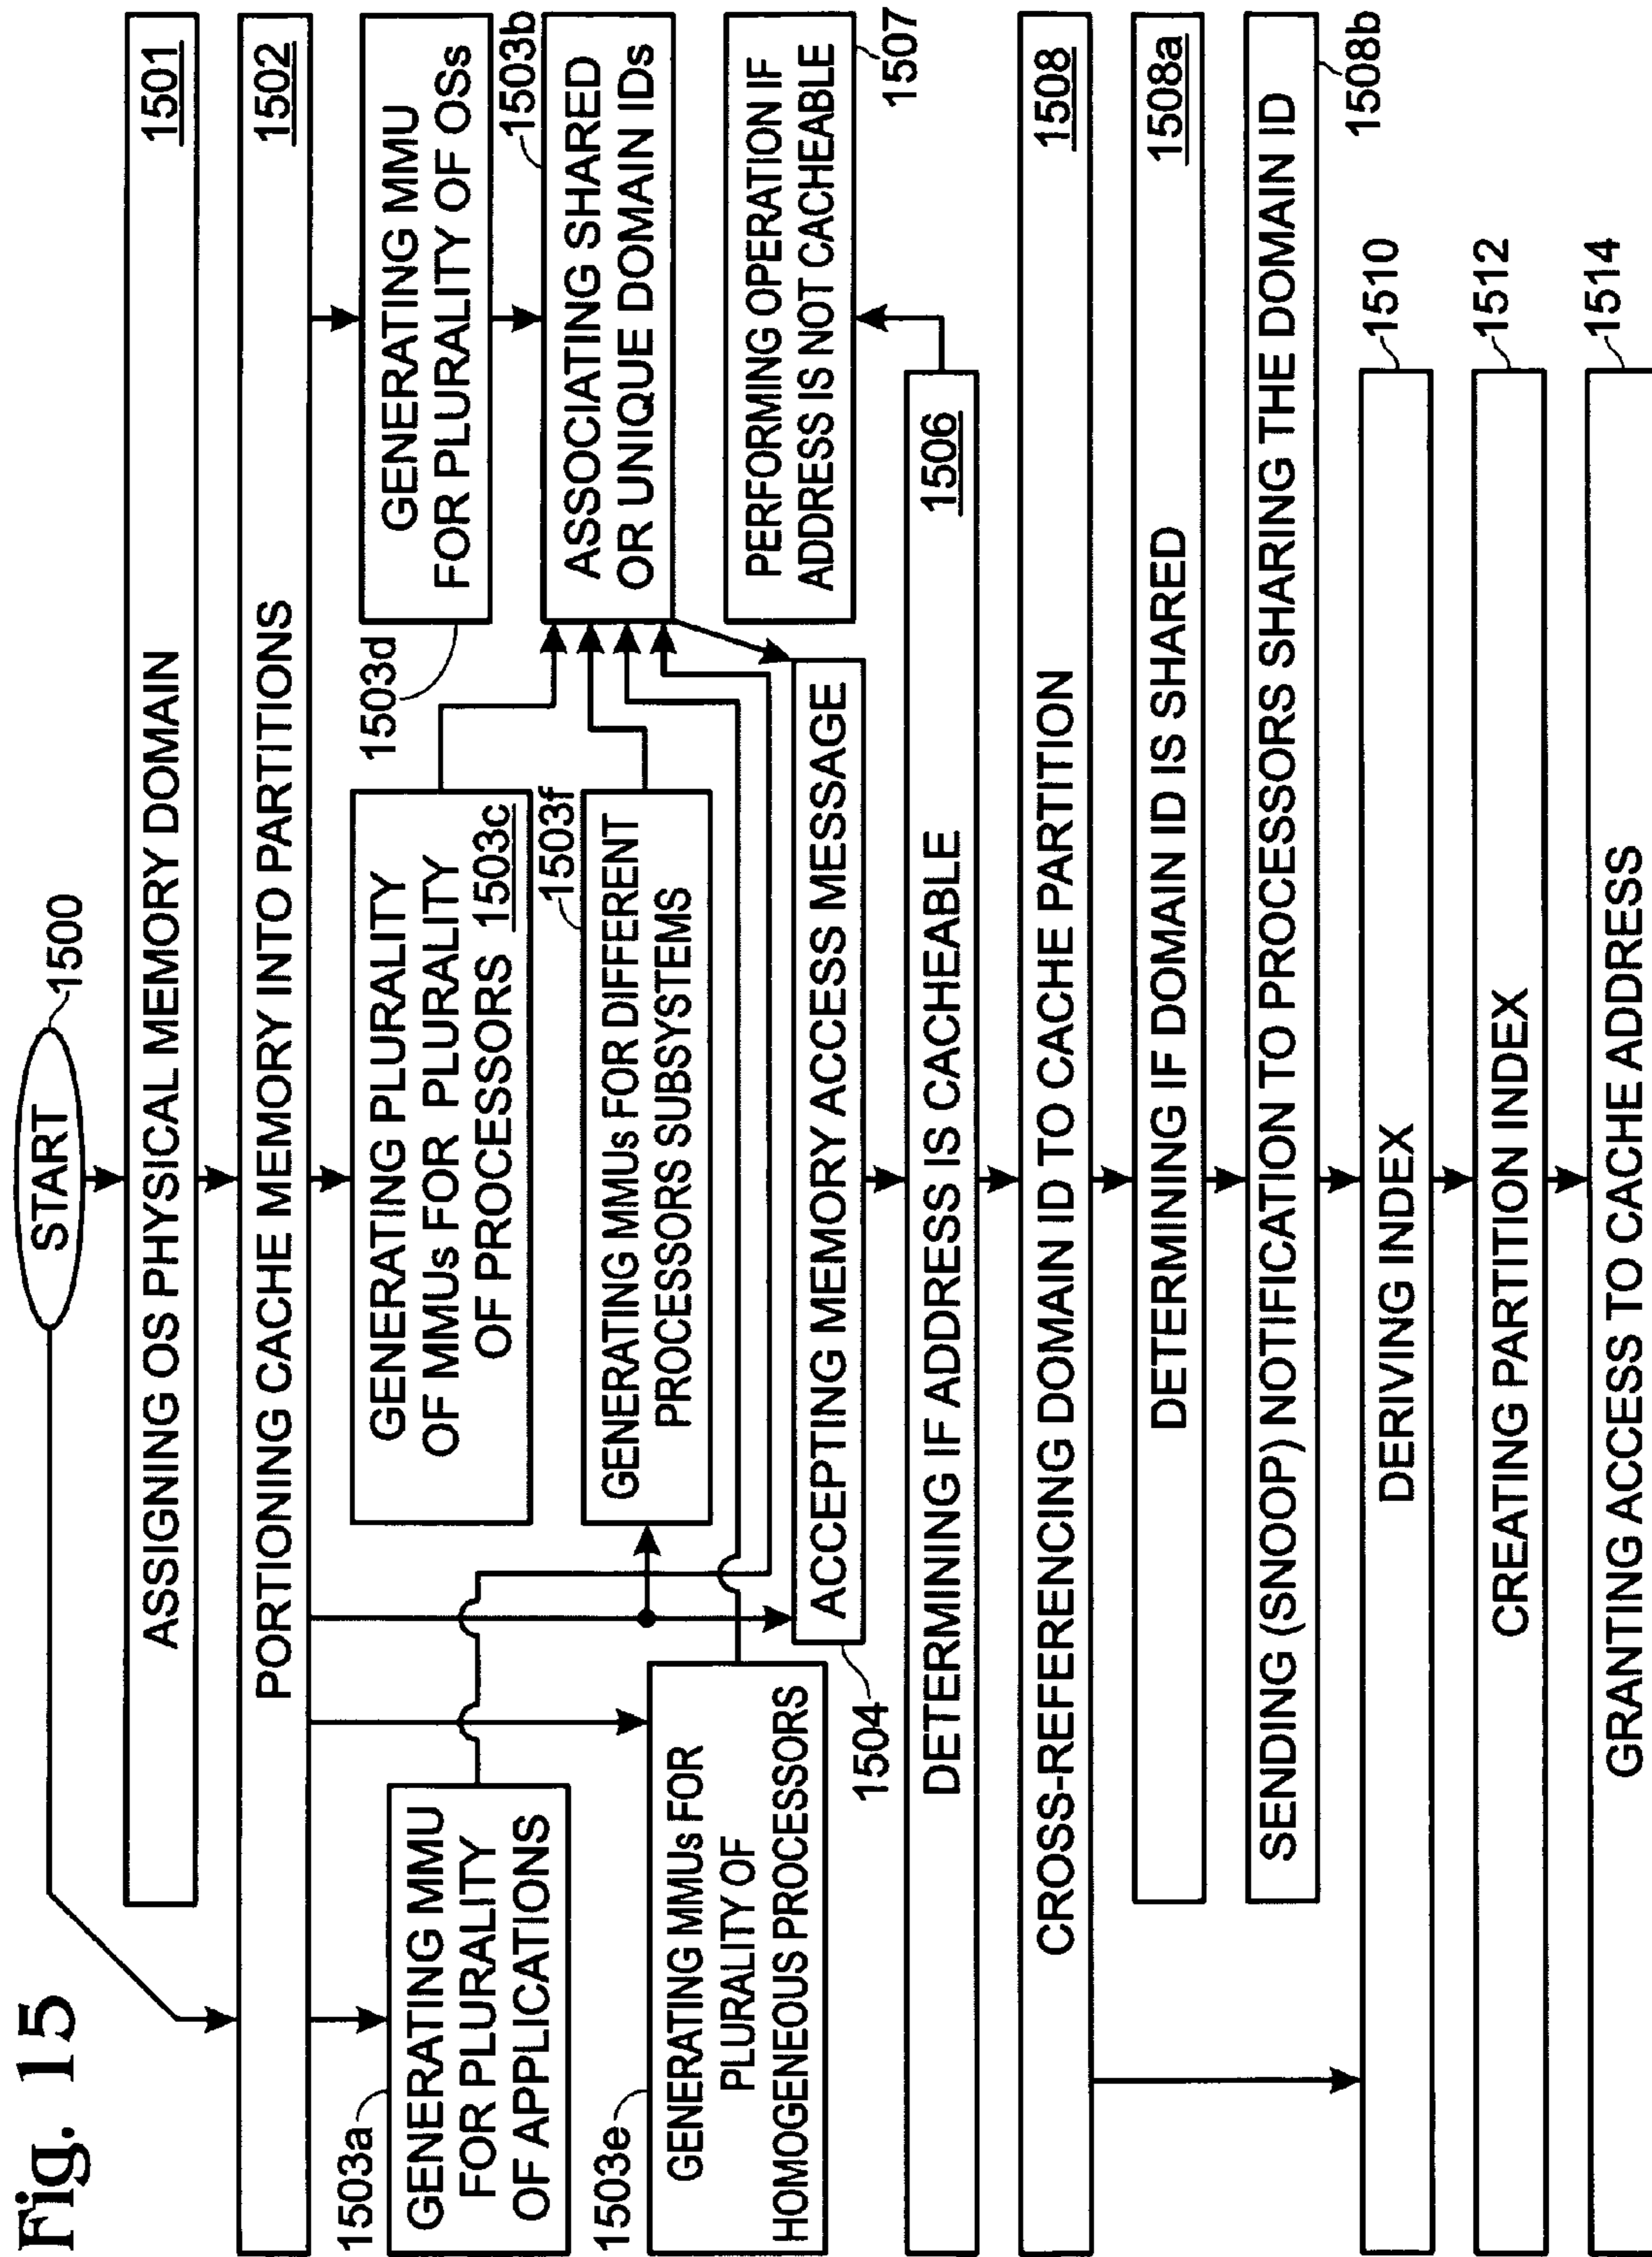 Fig. 15
START
1500
ASSIGNING OS PHYSICAL MEMORY DOMAIN
1501
PORTIONING CACHE MEMORY INTO PARTITIONS
1502
1503a
GENERATING MMU
FOR PLURALITY
OF APPLICATIONS
GENERATING PLURALITY
OF MMUs FOR PLURALITY
OF PROCESSORS 1503c
1503d
GENERATING MMU
FOR PLURALITY OF OSs
1503b
ASSOCIATING SHARED
OR UNIQUE DOMAIN IDs
1503f
GENERATING MMUs FOR DIFFERENT
PROCESSORS SUBSYSTEMS
1503e
GENERATING MMUs FOR
PLURALITY OF
HOMOGENEOUS PROCESSORS
PERFORMING OPERATION IF
ADDRESS IS NOT CACHEABLE
1507
1504
ACCEPTING MEMORY ACCESS MESSAGE
DETERMINING IF ADDRESS IS CACHEABLE
1506
CROSS-REFERENCING DOMAIN ID TO CACHE PARTITION
1508
DETERMINING IF DOMAIN ID IS SHARED
1508a
SENDING (SNOOP) NOTIFICATION TO PROCESSORS SHARING THE DOMAIN ID
1508b
DERIVING INDEX
1510
CREATING PARTITION INDEX
1512
GRANTING ACCESS TO CACHE ADDRESS
1514